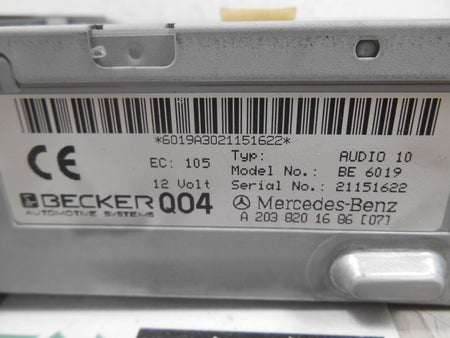 *6019A3021151622*
CE EC: 105 Typ: AUDIO 10
Model No.: BE 6019
12 Volt Serial No.: 21151622
BECKER Q04 Mercedes-Benz
AUTOMOTIVE SYSTEMS A 203 820 16 86 [07]